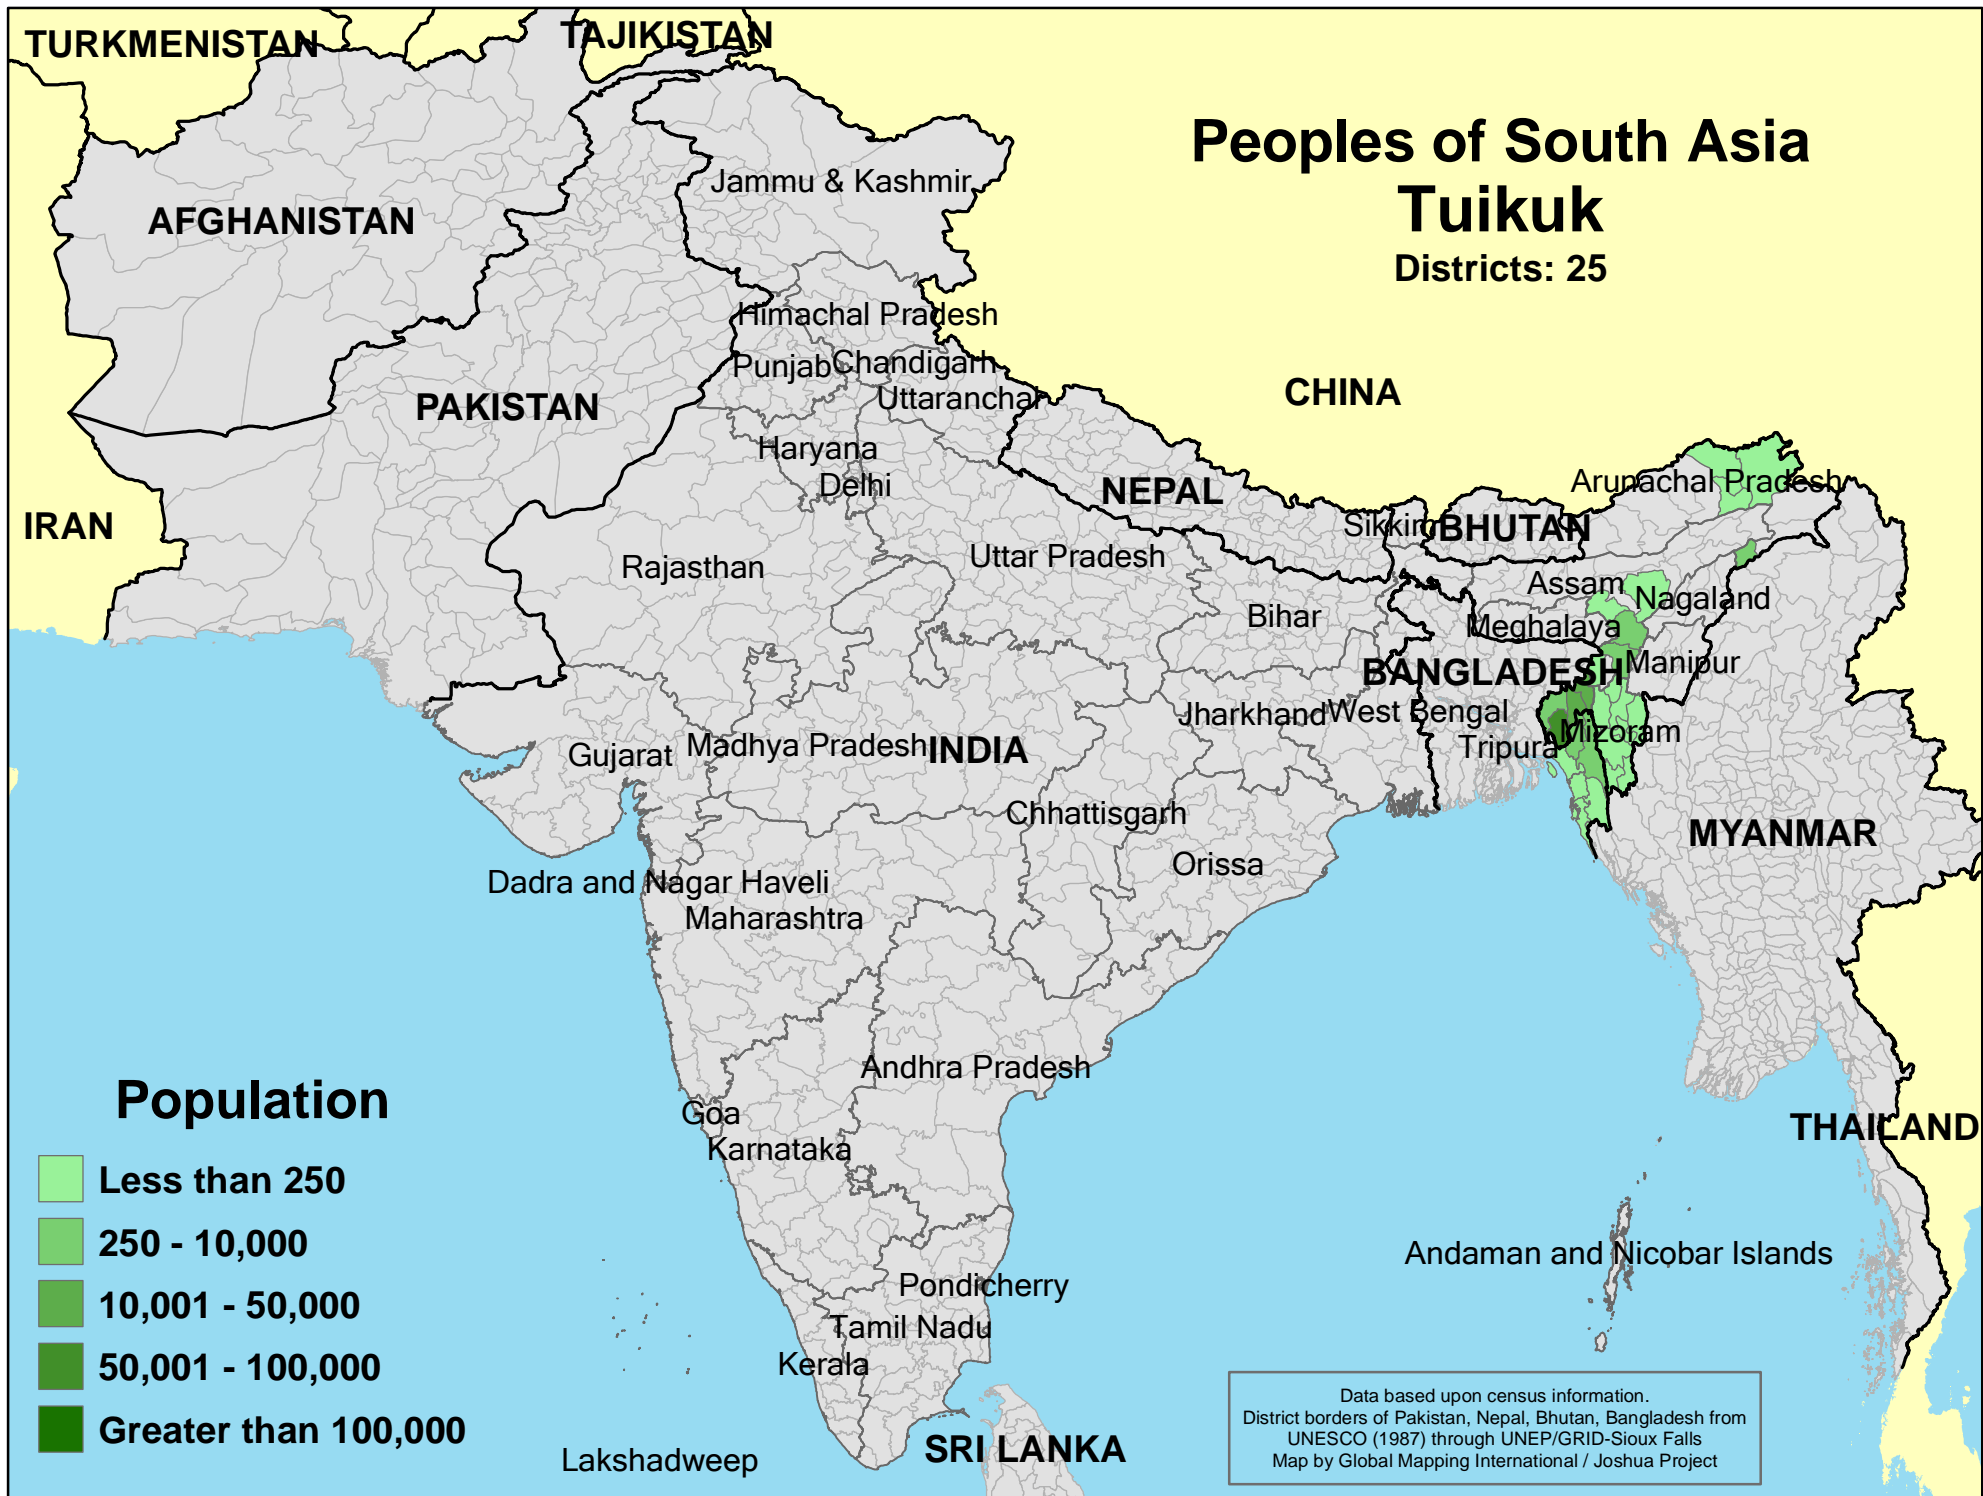 TURKMENISTAN
TAJIKISTAN
Peoples of South Asia
Tuikuk
Districts: 25
Jammu & Kashmir
AFGHANISTAN
Himachal Pradesh
Punjab
Chandigarh
Uttaranchal
PAKISTAN
CHINA
Haryana
Delhi
NEPAL
Arunachal Pradesh
IRAN
Sikkim
BHUTAN
Rajasthan
Uttar Pradesh
Assam
Nagaland
Bihar
Meghalaya
BANGLADESH
Manipur
Jharkhand
West Bengal
Gujarat
Madhya Pradesh
INDIA
Tripura
Mizoram
Chhattisgarh
MYANMAR
Orissa
Dadra and Nagar Haveli
Maharashtra
Andhra Pradesh
Goa
Karnataka
THAILAND
Andaman and Nicobar Islands
Pondicherry
Tamil Nadu
Kerala
Lakshadweep
SRI LANKA
Population
Less than 250
250 - 10,000
10,001 - 50,000
50,001 - 100,000
Greater than 100,000
Data based upon census information.
District borders of Pakistan, Nepal, Bhutan, Bangladesh from
UNESCO (1987) through UNEP/GRID-Sioux Falls
Map by Global Mapping International / Joshua Project